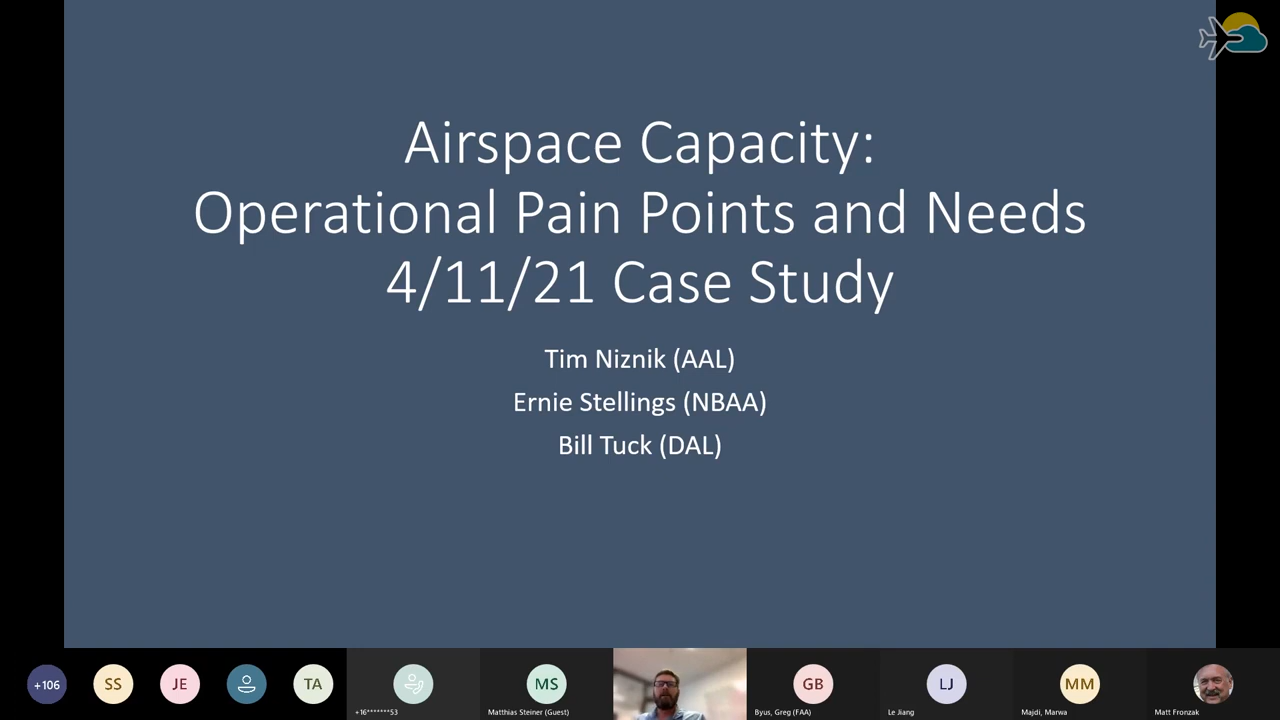 Airspace Capacity:
Operational Pain Points and Needs
4/11/21 Case Study
Tim Niznik (AAL)
Ernie Stellings (NBAA)
Bill Tuck (DAL)
+106
SS
JE
TA
+16*******53
MS
Matthias Steiner (Guest)
GB
Byus, Greg (FAA)
LJ
Le Jiang
MM
Majdi, Marwa
Matt Fronzak